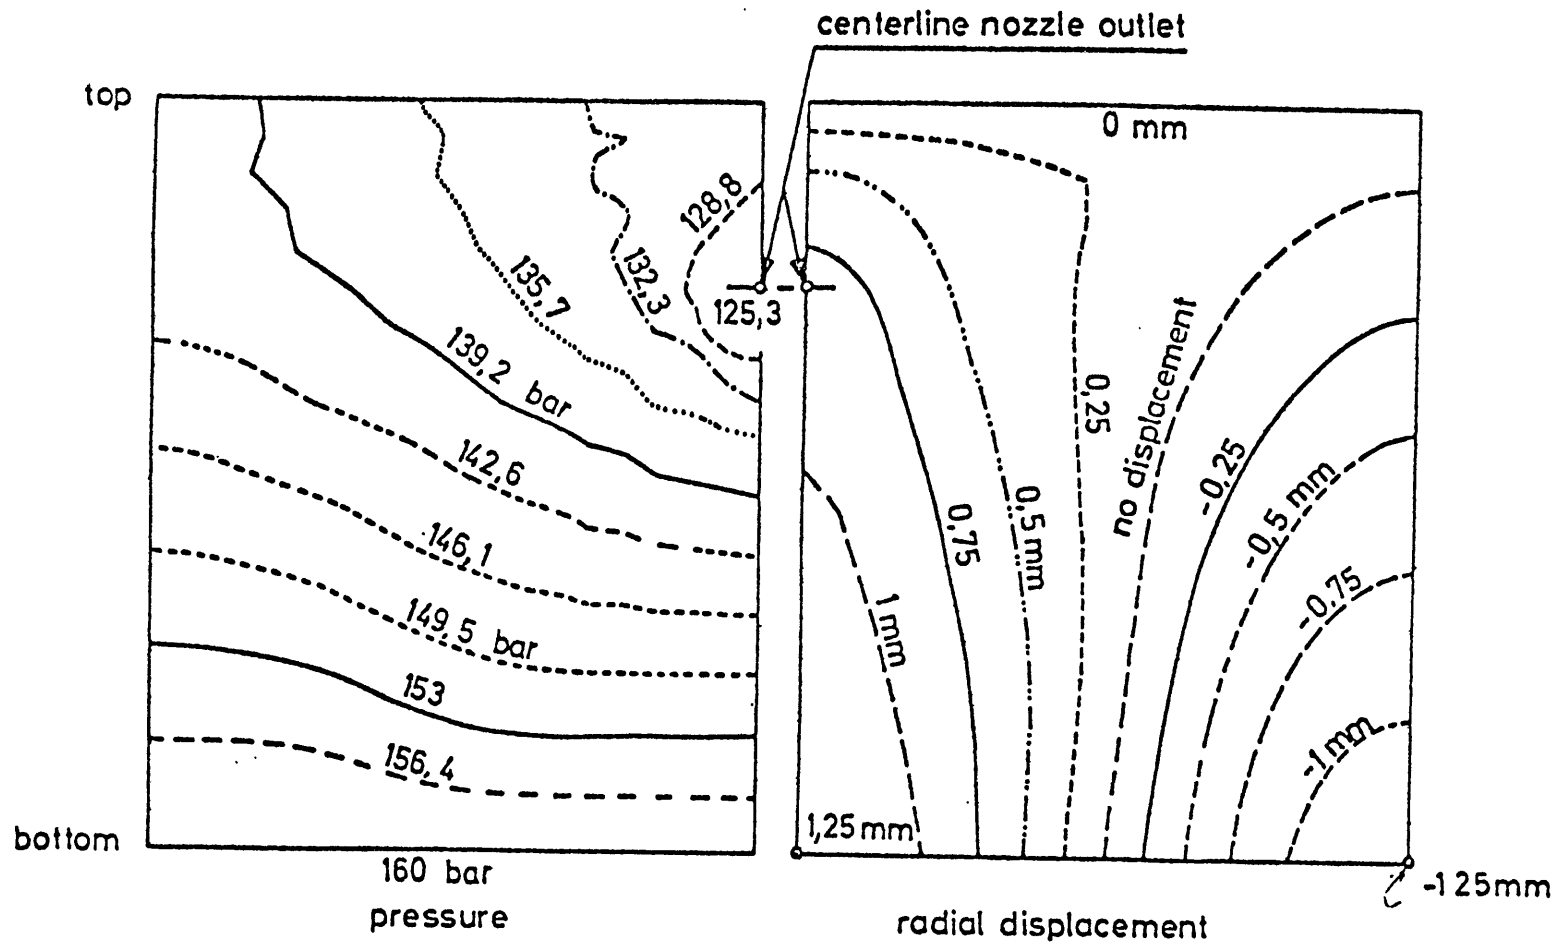 centerline nozzle outlet
top
0 mm
128,8
132,3
135,7
125,3
139,2 bar
0,25
no displacement
-0,25
142,6
-0,5 mm
0,5 mm
0,75
146,1
149,5 bar
1 mm
-0,75
153
156,4
-1 mm
bottom
1,25 mm
160 bar
-1 25mm
pressure
radial displacement